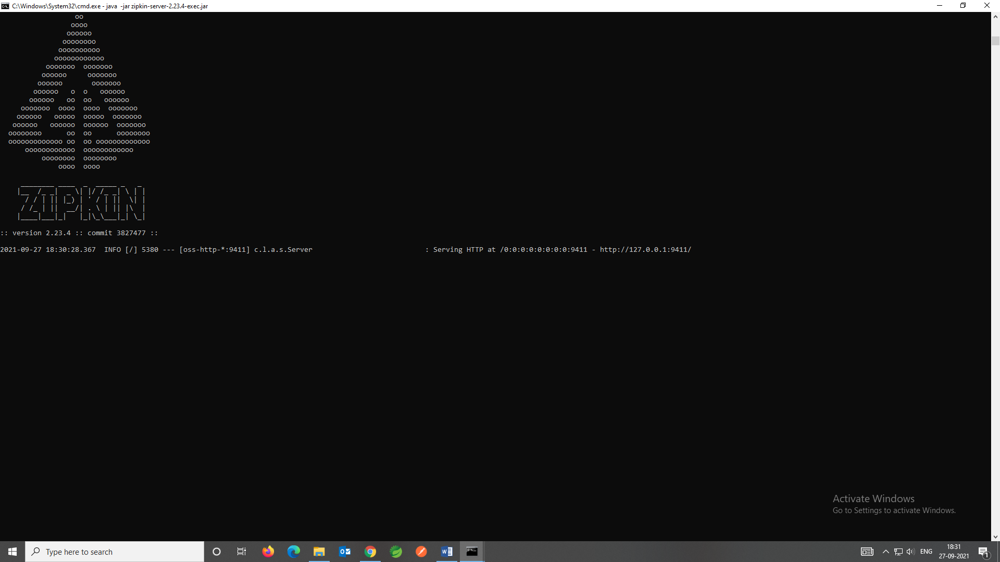 C:\Windows\System32\cmd.exe - java  -jar zipkin-server-2.23.4-exec.jar
                  oo
                 oooo
                oooooo
               oooooooo
              oooooooooo
             oooooooooooo
           ooooooo  ooooooo
          oooooo     ooooooo
         oooooo       ooooooo
        oooooo   o  o   oooooo
       oooooo   oo  oo   oooooo
     ooooooo  oooo  oooo  ooooooo
    oooooo   ooooo  ooooo  ooooooo
   oooooo   oooooo  oooooo  ooooooo
  oooooooo      oo  oo      oooooooo
  ooooooooooooo oo  oo ooooooooooooo
      oooooooooooo  oooooooooooo
          oooooooo  oooooooo
              oooo  oooo
     ________ ____  _  _____ _   _
    |__  /_ _|  _ \| |/ /_ _| \ | |
      / / | || |_) | ' / | ||  \| |
     / /_ | ||  __/| . \ | || |\  |
    |____|___|_|   |_|\_\___|_| \_|
:: version 2.23.4 :: commit 3827477 ::
2021-09-27 18:30:28.367  INFO [/] 5380 --- [oss-http-*:9411] c.l.a.s.Server                           : Serving HTTP at /0:0:0:0:0:0:0:0:9411 - http://127.0.0.1:9411/
Activate Windows
Go to Settings to activate Windows.
Type here to search
ENG
18:31
27-09-2021
1